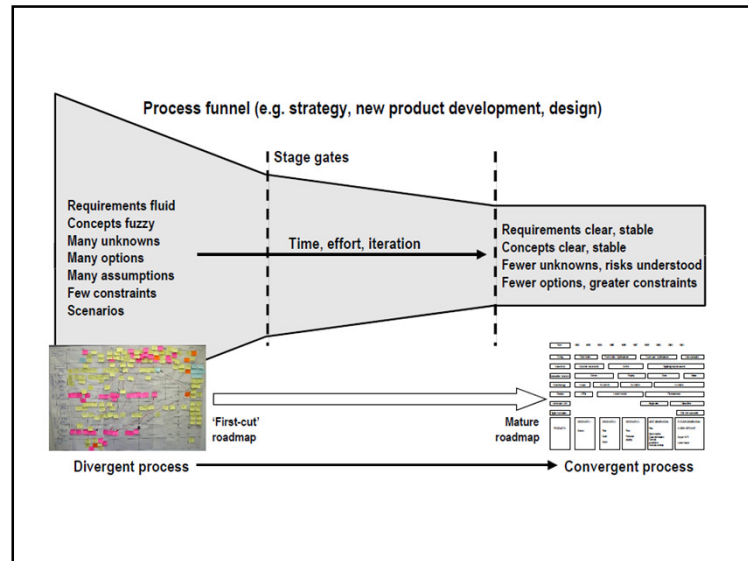 Process funnel (e.g. strategy, new product development, design)
Stage gates
Requirements fluid
Concepts fuzzy
Many unknowns
Many options
Many assumptions
Few constraints
Scenarios
Time, effort, iteration
Requirements clear, stable
Concepts clear, stable
Fewer unknowns, risks understood
Fewer options, greater constraints
'First-cut'
roadmap
Mature
roadmap
Divergent process
Convergent process